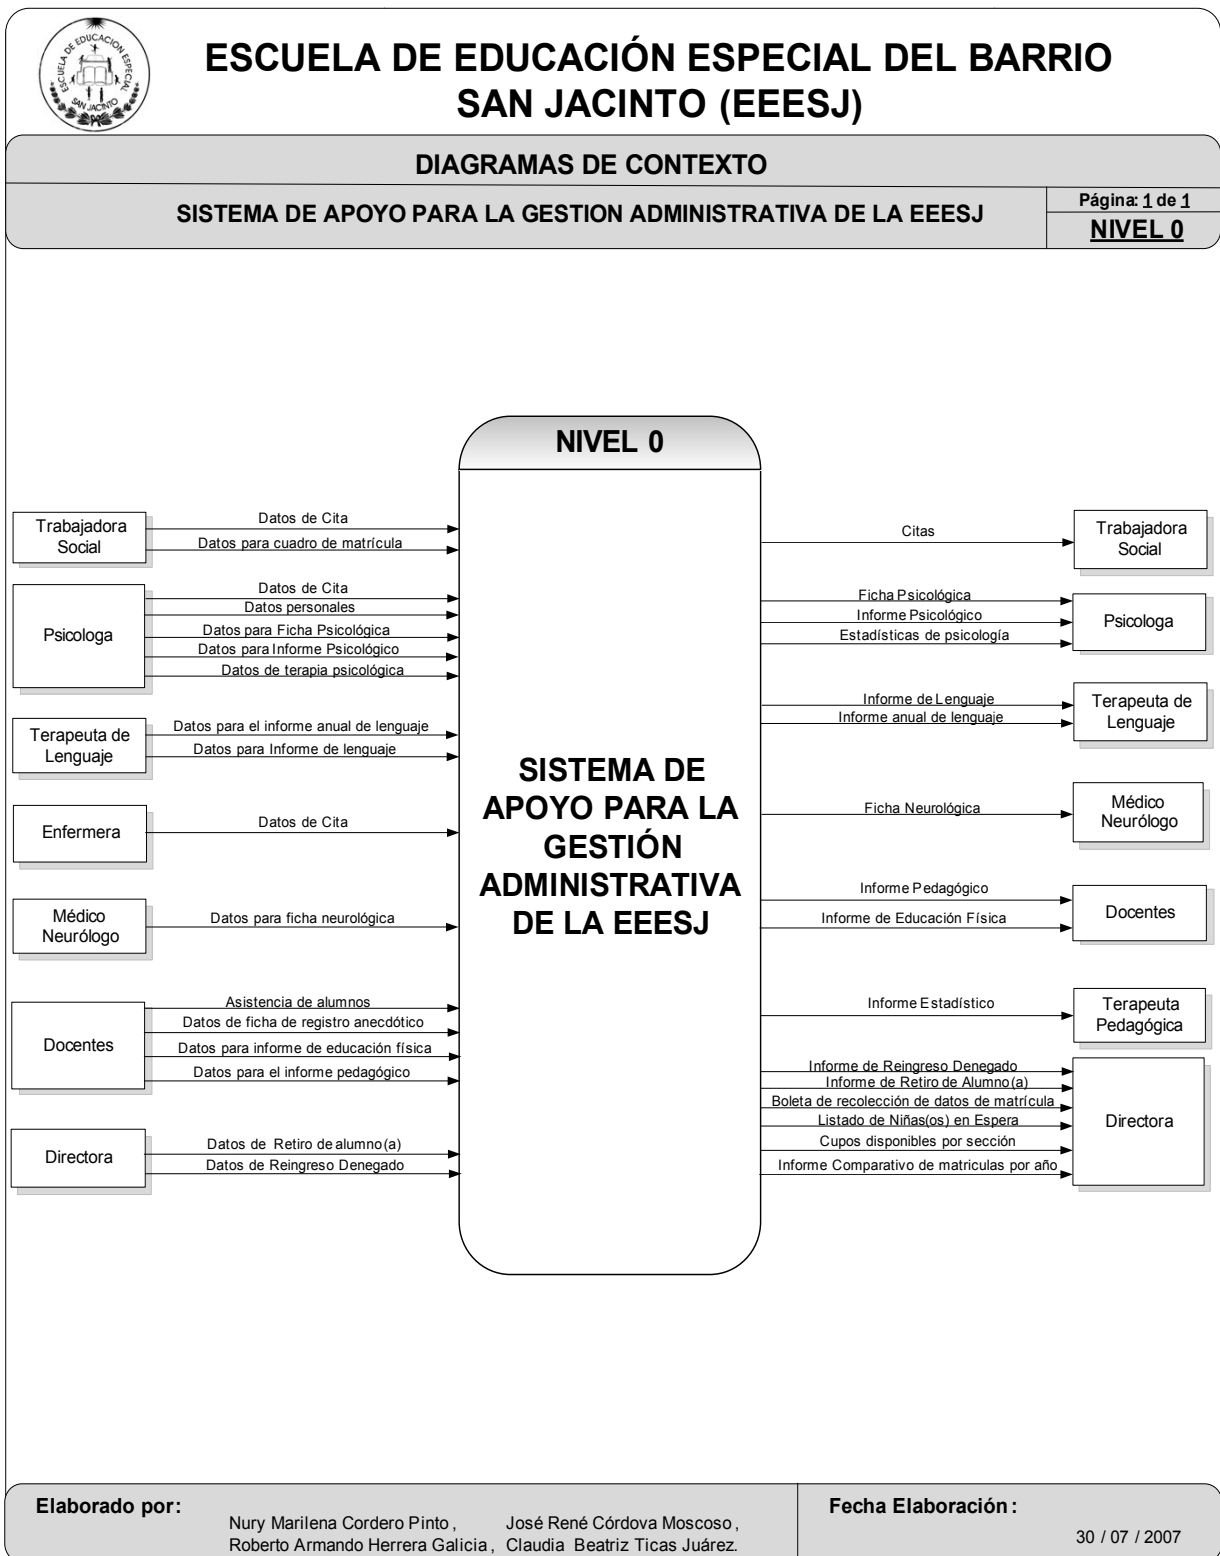 ESCUELA DE EDUCACION ESPECIAL
SAN JACINTO
ESCUELA DE EDUCACIÓN ESPECIAL DEL BARRIO
SAN JACINTO (EEESJ)
DIAGRAMAS DE CONTEXTO
SISTEMA DE APOYO PARA LA GESTION ADMINISTRATIVA DE LA EEESJ
Página: 1 de 1
NIVEL 0
NIVEL 0
SISTEMA DE
APOYO PARA LA
GESTIÓN
ADMINISTRATIVA
DE LA EEESJ
Trabajadora
Social
Datos de Cita
Datos para cuadro de matrícula
Psicologa
Datos de Cita
Datos personales
Datos para Ficha Psicológica
Datos para Informe Psicológico
Datos de terapia psicológica
Terapeuta de
Lenguaje
Datos para el informe anual de lenguaje
Datos para Informe de lenguaje
Enfermera
Datos de Cita
Médico
Neurólogo
Datos para ficha neurológica
Docentes
Asistencia de alumnos
Datos de ficha de registro anecdótico
Datos para informe de educación física
Datos para el informe pedagógico
Directora
Datos de Retiro de alumno(a)
Datos de Reingreso Denegado
Citas
Trabajadora
Social
Ficha Psicológica
Informe Psicológico
Estadísticas de psicología
Psicologa
Informe de Lenguaje
Informe anual de lenguaje
Terapeuta de
Lenguaje
Ficha Neurológica
Médico
Neurólogo
Informe Pedagógico
Informe de Educación Física
Docentes
Informe Estadístico
Terapeuta
Pedagógica
Informe de Reingreso Denegado
Informe de Retiro de Alumno(a)
Boleta de recolección de datos de matrícula
Listado de Niñas(os) en Espera
Cupos disponibles por sección
Informe Comparativo de matriculas por año
Directora
Elaborado por:
Nury Marilena Cordero Pinto, José René Córdova Moscoso,
Roberto Armando Herrera Galicia, Claudia Beatriz Ticas Juárez.
Fecha Elaboración:
30 / 07 / 2007